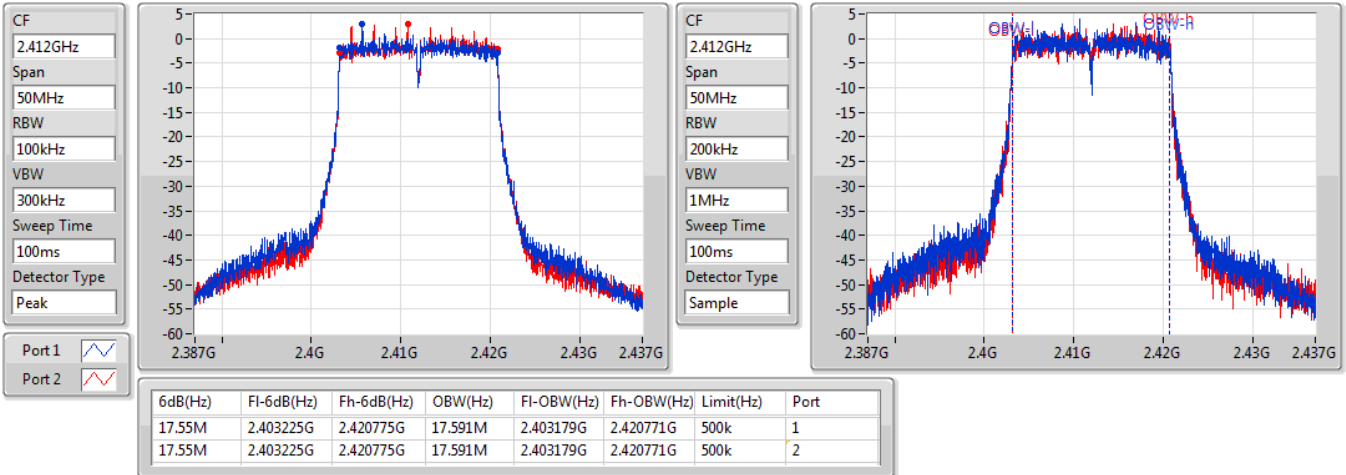 CF
2.412GHz
Span
50MHz
RBW
100kHz
VBW
300kHz
Sweep Time
100ms
Detector Type
Peak
Port 1
Port 2
5
0
-5
-10
-15
-20
-25
-30
-35
-40
-45
-50
-55
-60
2.387G 2.4G 2.41G 2.42G 2.43G 2.437G
CF
2.412GHz
Span
50MHz
RBW
200kHz
VBW
1MHz
Sweep Time
100ms
Detector Type
Sample
OBW-l OBW-h
OBW-l OBW-h
5
0
-5
-10
-15
-20
-25
-30
-35
-40
-45
-50
-55
-60
2.387G 2.4G 2.41G 2.42G 2.43G 2.437G
6dB(Hz) Fl-6dB(Hz) Fh-6dB(Hz) OBW(Hz) Fl-OBW(Hz) Fh-OBW(Hz) Limit(Hz) Port
17.55M 2.403225G 2.420775G 17.591M 2.403179G 2.420771G 500k 1
17.55M 2.403225G 2.420775G 17.591M 2.403179G 2.420771G 500k 2